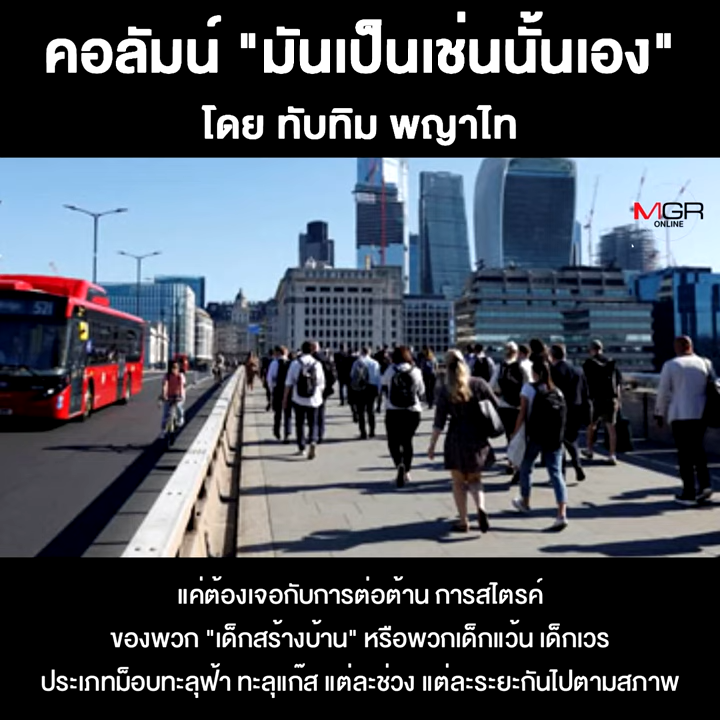 คอลัมน์ "มันเป็นเช่นนั้นเอง"
โดย ทับทิม พญาไท
MGR
ONLINE
521
แค่ต้องเจอกับการต่อต้าน การสไตรค์
ของพวก "เด็กสร้างบ้าน" หรือพวกเด็กแว้น เด็กเวร
ประเภทม็อบทะลุฟ้า ทะลุแก๊ส แต่ละช่วง แต่ละระยะกันไปตามสภาพ